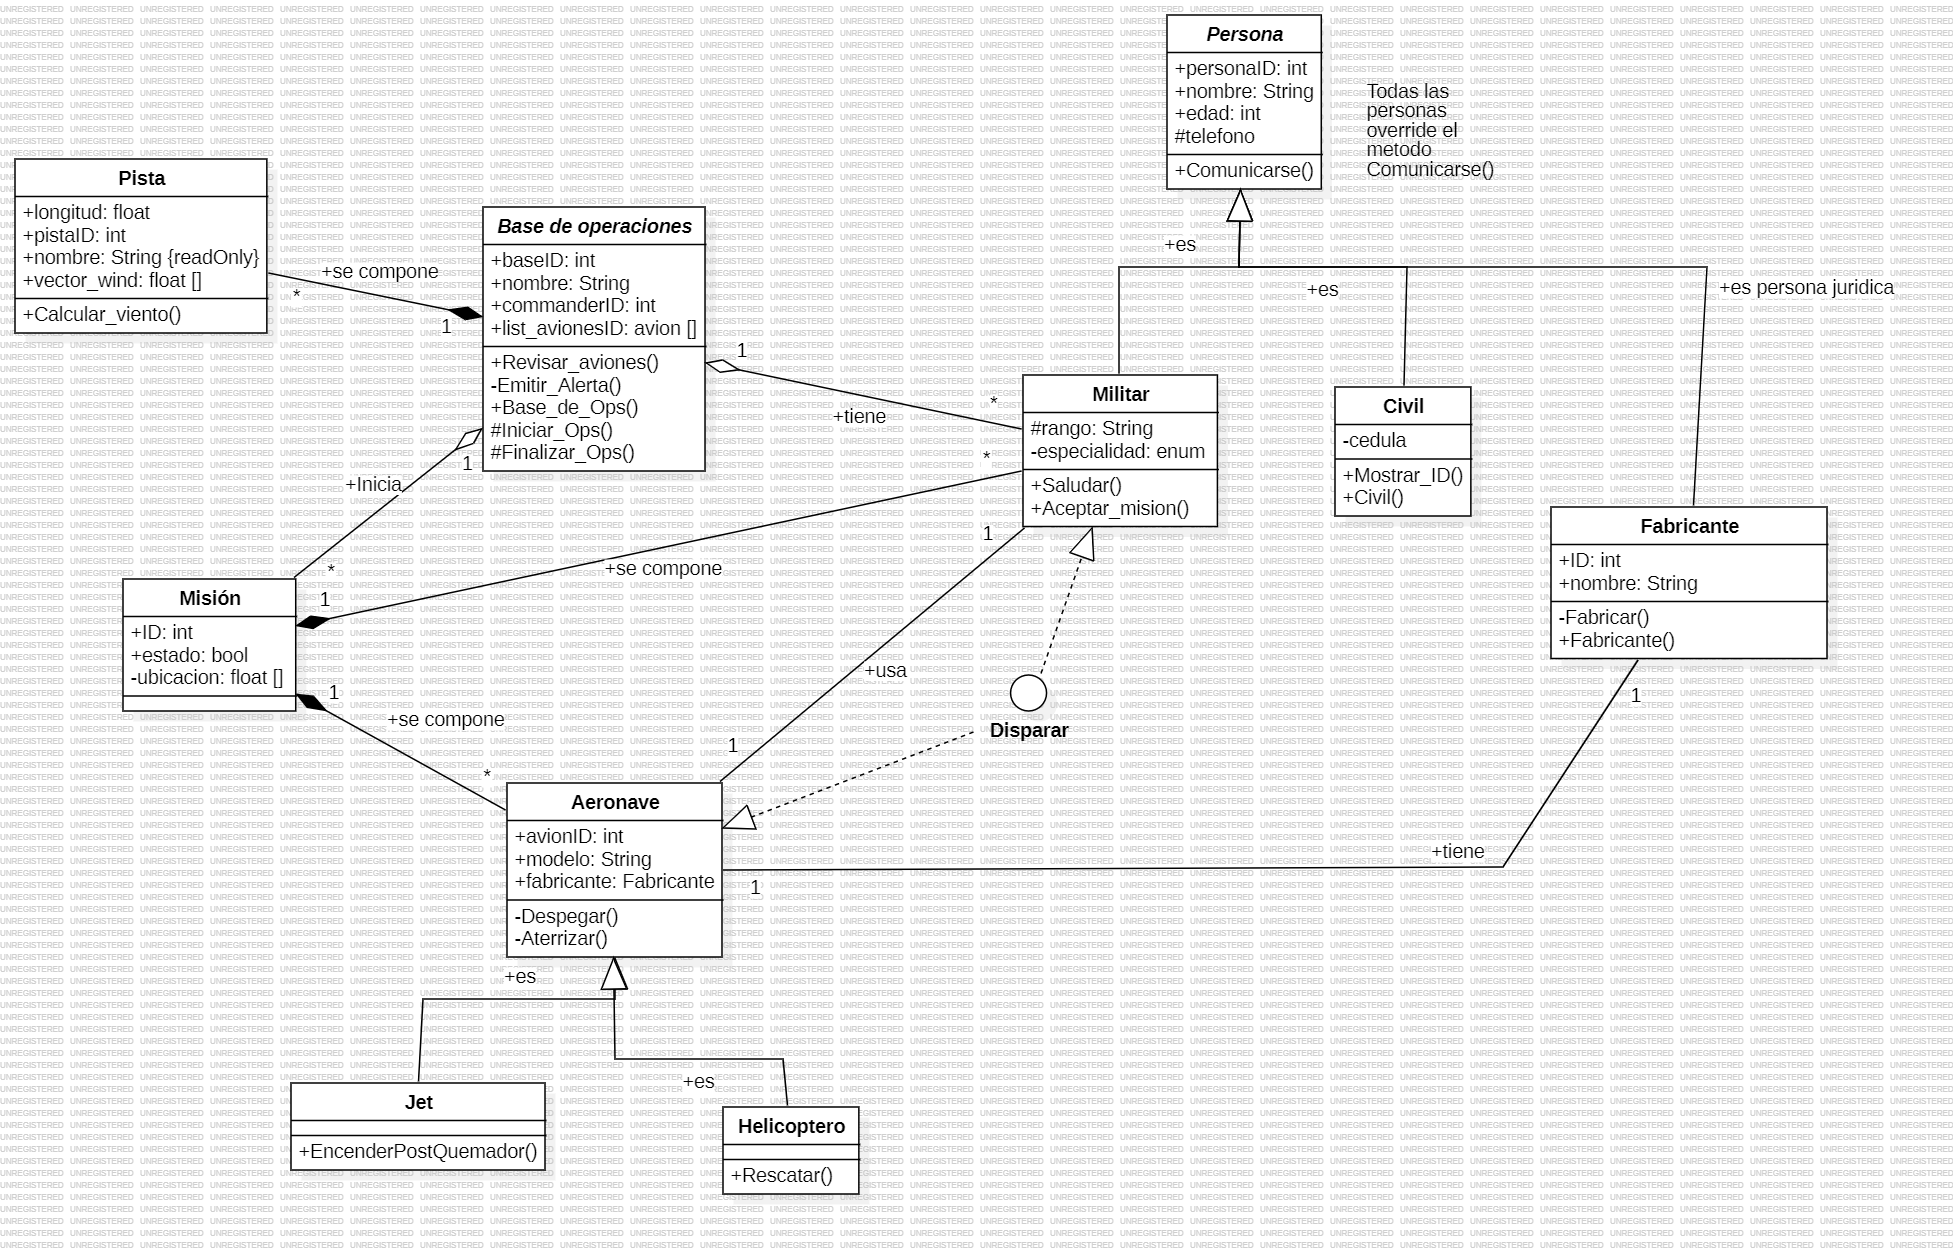 Persona
+personaID: int
+nombre: String
+edad: int
#telefono
+Comunicarse()
Todas las
personas
override el
metodo
Comunicarse()
Pista
+longitud: float
+pistaID: int
+nombre: String {readOnly}
+vector_wind: float []
+Calcular_viento()
+se compone
*
1
Base de operaciones
+baseID: int
+nombre: String
+commanderID: int
+list_avionesID: avion []
+Revisar_aviones()
-Emitir_Alerta()
+Base_de_Ops()
#Iniciar_Ops()
#Finalizar_Ops()
+es
+es
+es persona juridica
1
+tiene
*
Militar
#rango: String
-especialidad: enum
+Saludar()
+Aceptar_mision()
Civil
-cedula
+Mostrar_ID()
+Civil()
Fabricante
+ID: int
+nombre: String
-Fabricar()
+Fabricante()
1
+Inicia
*
*
+se compone
1
Misión
+ID: int
+estado: bool
-ubicacion: float []
1
+se compone
*
1
+usa
1
Disparar
1
+tiene
1
Aeronave
+avionID: int
+modelo: String
+fabricante: Fabricante
-Despegar()
-Aterrizar()
+es
+es
Jet
+EncenderPostQuemador()
Helicoptero
+Rescatar()
UNREGISTERED